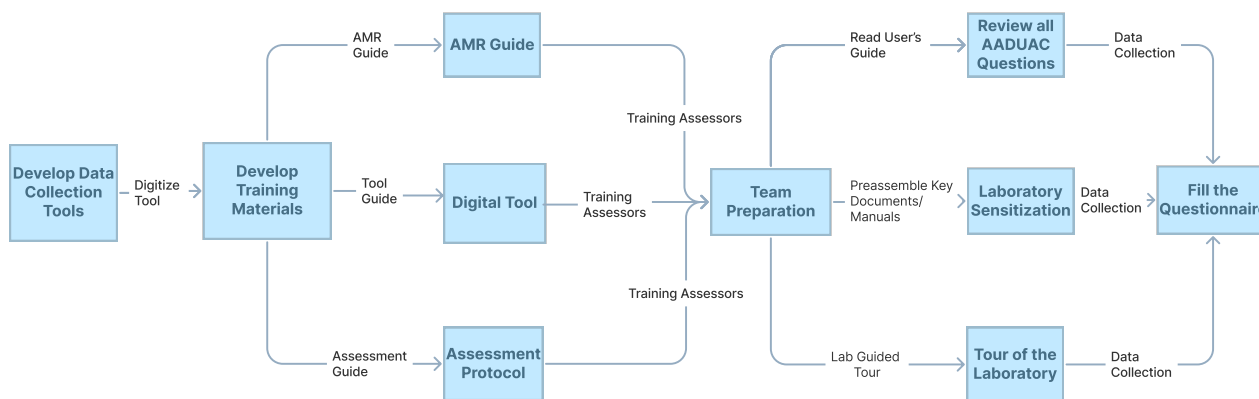 Develop Data
Collection
Tools
Digitize
Tool
Develop
Training
Materials
AMR
Guide
AMR Guide
Training Assessors
Tool
Guide
Digital Tool
Training
Assessors
Assessment
Guide
Assessment
Protocol
Training Assessors
Team
Preparation
Read User's
Guide
Review all
AADUAC
Questions
Data
Collection
Preassemble Key
Documents/
Manuals
Laboratory
Sensitization
Data
Collection
Lab Guided
Tour
Tour of the
Laboratory
Data
Collection
Fill the
Questionnair